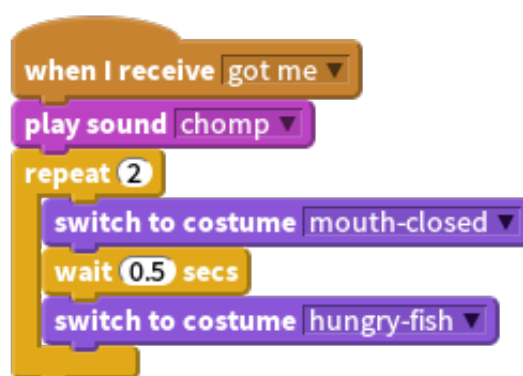 when I receive got me
play sound chomp
repeat 2
switch to costume mouth-closed
wait 0.5 secs
switch to costume hungry-fish